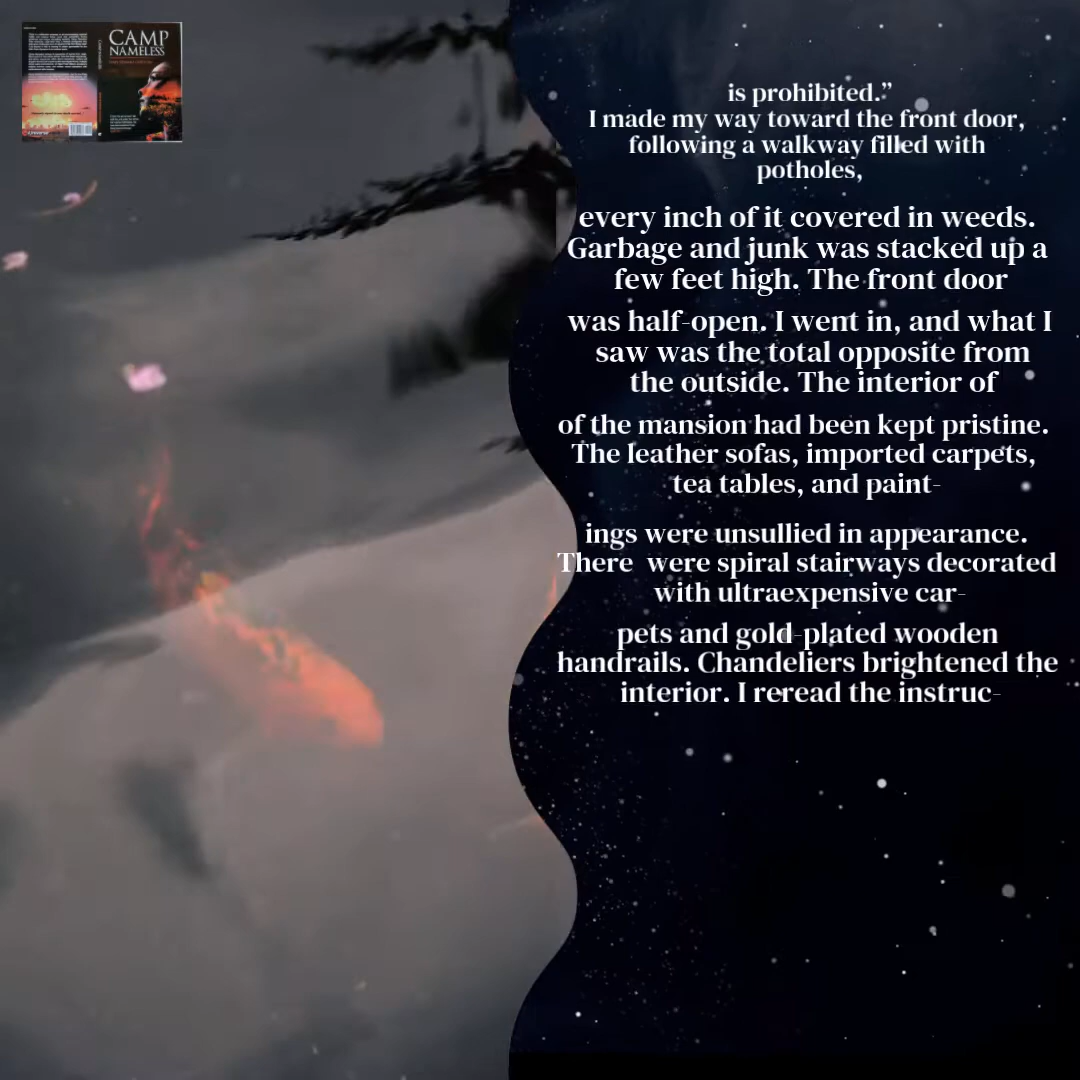 CAMP
NAMELESS
is prohibited.”
I made my way toward the front door,
following a walkway filled with
potholes,
every inch of it covered in weeds.
Garbage and junk was stacked up a
few feet high. The front door
was half-open. I went in, and what I
saw was the total opposite from
the outside. The interior of
of the mansion had been kept pristine.
The leather sofas, imported carpets,
tea tables, and paint-
ings were unsullied in appearance.
There were spiral stairways decorated
with ultraexpensive car-
pets and gold-plated wooden
handrails. Chandeliers brightened the
interior. I reread the instruc-